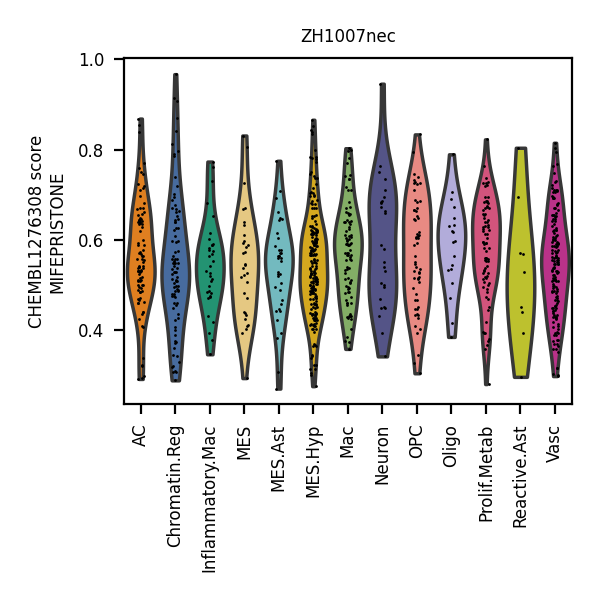 ZH1007nec
CHEMBL1276308 score
MIFEPRISTONE
1.0
0.8
0.6
0.4
AC
Chromatin.Reg
Inflammatory.Mac
MES
MES.Ast
MES.Hyp
Mac
Neuron
OPC
Oligo
Prolif.Metab
Reactive.Ast
Vasc